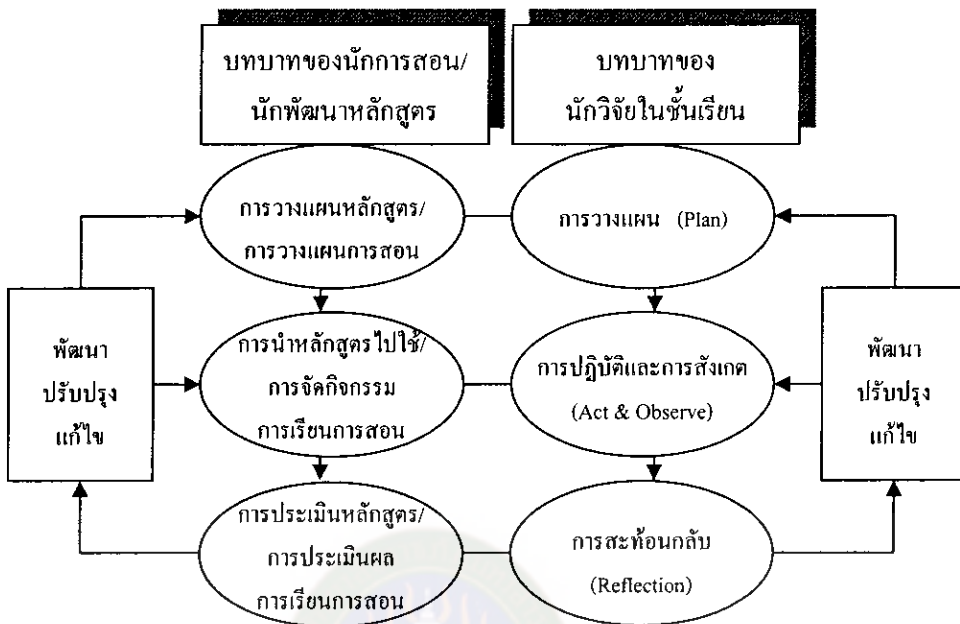 บทบาทของนักการสอน/
นักพัฒนาหลักสูตร
บทบาทของ
นักวิจัยในชั้นเรียน
การวางแผนหลักสูตร/
การวางแผนการสอน
การวางแผน (Plan)
พัฒนา
ปรับปรุง
แก้ไข
การนำหลักสูตรไปใช้/
การจัดกิจกรรม
การเรียนการสอน
การปฏิบัติและการสังเกต
(Act & Observe)
พัฒนา
ปรับปรุง
แก้ไข
การประเมินหลักสูตร/
การประเมินผล
การเรียนการสอน
การสะท้อนกลับ
(Reflection)